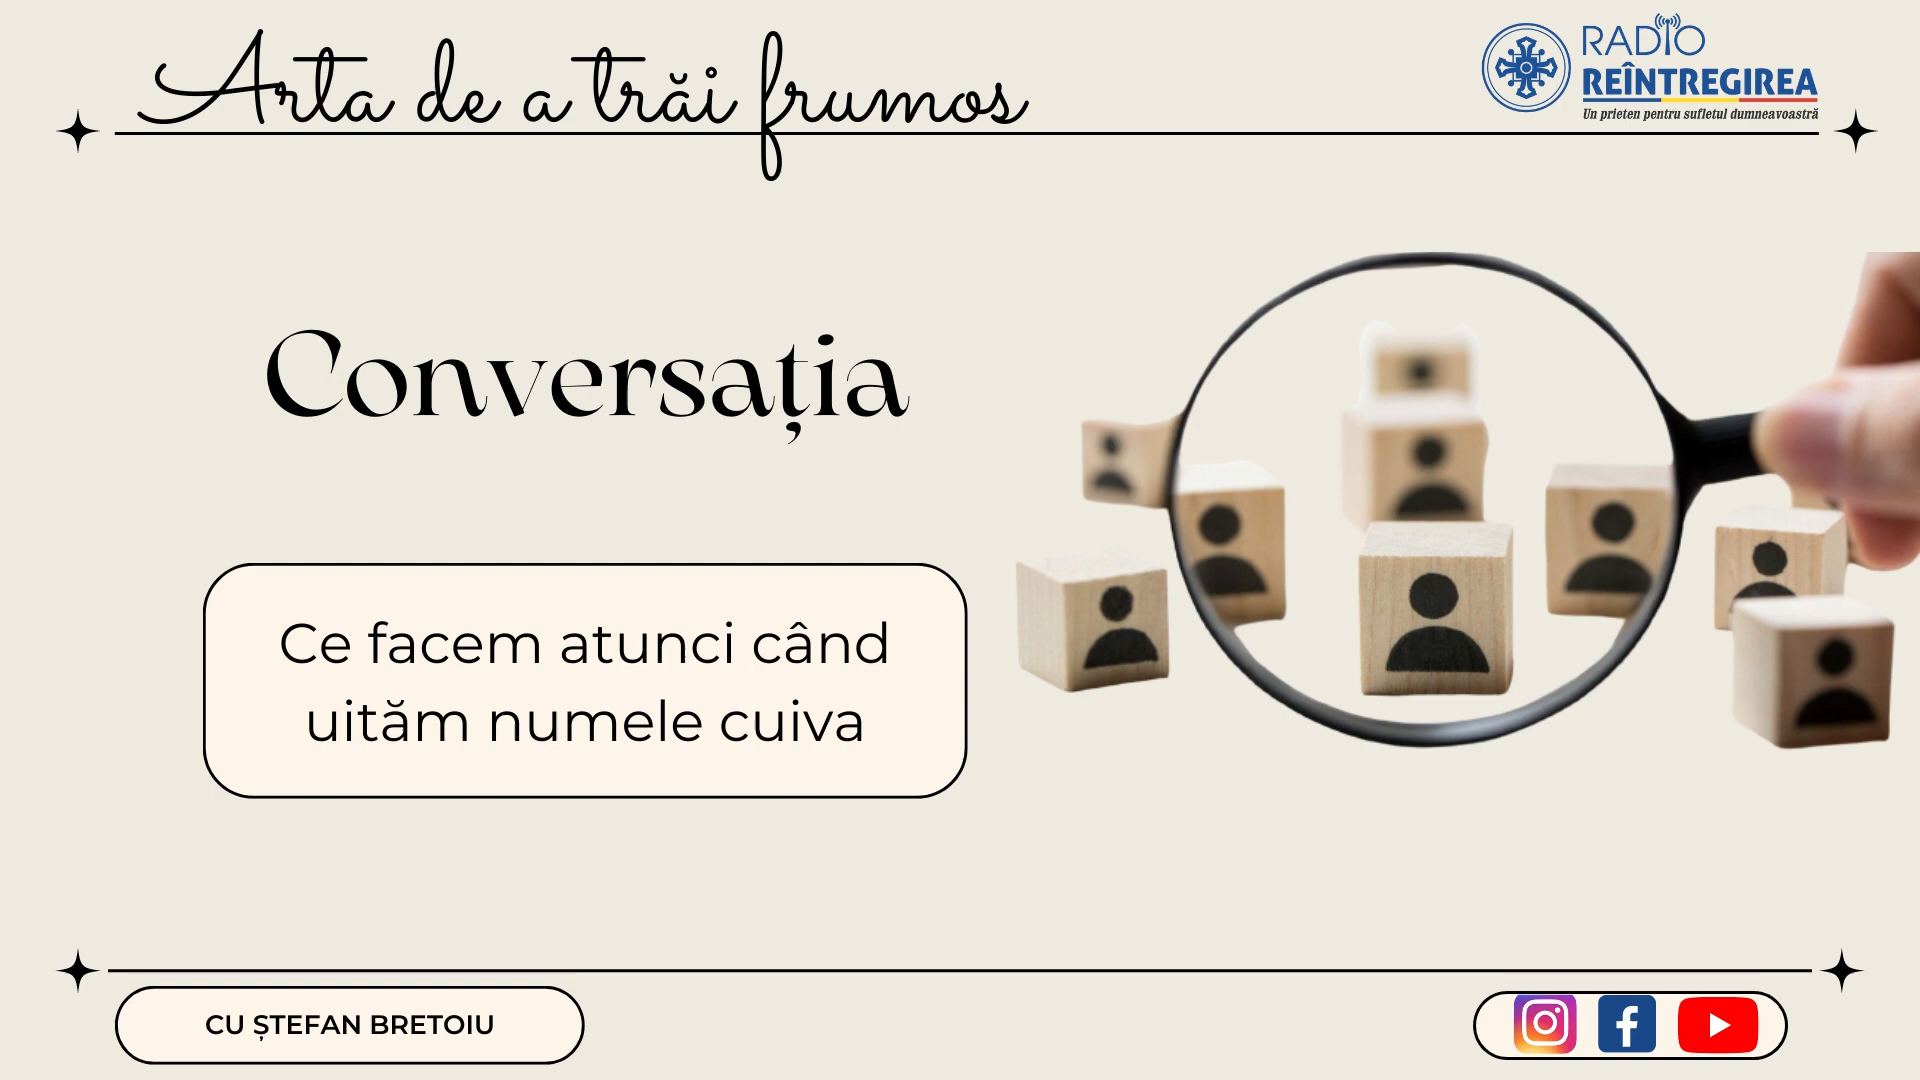 Arta de a trăi frumos
RADIO
REÎNTREGIREA
Un prieten pentru sufletul dumneavoastră
Conversația
Ce facem atunci când
uităm numele cuiva
CU ȘTEFAN BRETOIU